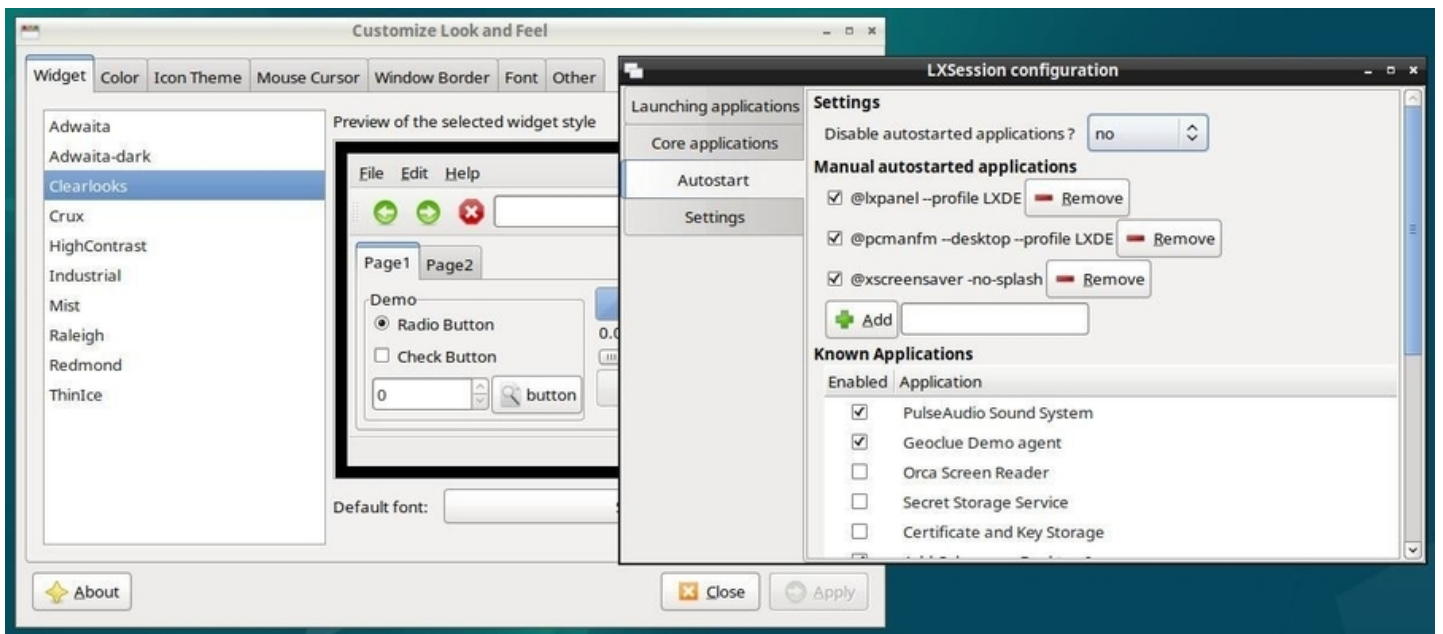 Customize Look and Feel
Widget Color Icon Theme Mouse Cursor Window Border Font Other
Adwaita
Adwaita-dark
Clearlooks
Crux
HighContrast
Industrial
Mist
Raleigh
Redmond
ThinIce
Preview of the selected widget style
File Edit Help
Page1 Page2
Demo
Radio Button
Check Button
0 button
Default font:
About Close Apply
LXSession configuration
Launching applications
Core applications
Autostart
Settings
Settings
Disable autostarted applications ? no
Manual autostarted applications
@lxpanel --profile LXDE Remove
@pcmanfm --desktop --profile LXDE Remove
@xscreensaver -no-splash Remove
Add
Known Applications
Enabled Application
PulseAudio Sound System
Geoclue Demo agent
Orca Screen Reader
Secret Storage Service
Certificate and Key Storage